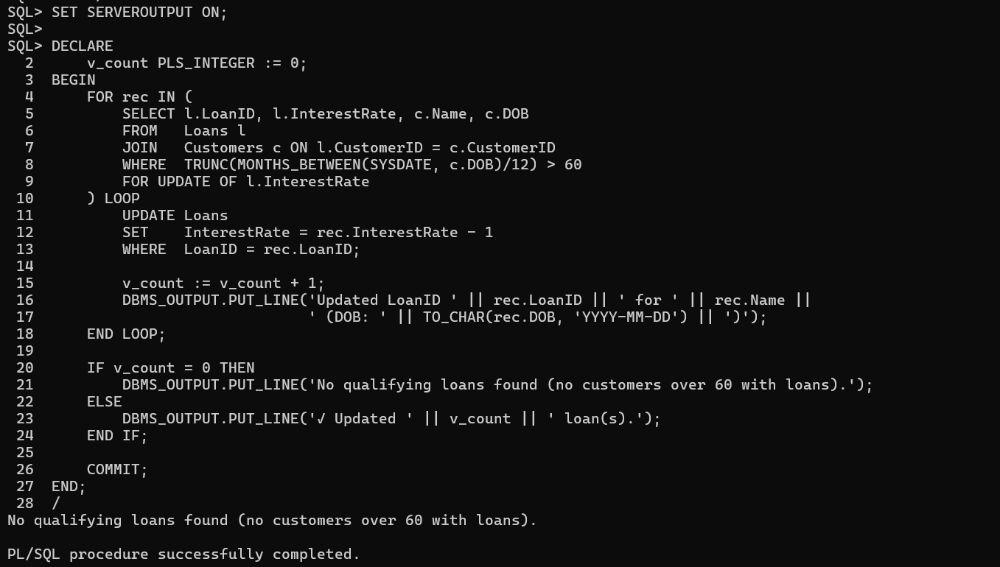 SQL> SET SERVEROUTPUT ON;
SQL>
SQL> DECLARE
  2      v_count PLS_INTEGER := 0;
  3  BEGIN
  4      FOR rec IN (
  5          SELECT l.LoanID, l.InterestRate, c.Name, c.DOB
  6          FROM   Loans l
  7          JOIN   Customers c ON l.CustomerID = c.CustomerID
  8          WHERE  TRUNC(MONTHS_BETWEEN(SYSDATE, c.DOB)/12) > 60
  9          FOR UPDATE OF l.InterestRate
 10      ) LOOP
 11          UPDATE Loans
 12          SET    InterestRate = rec.InterestRate - 1
 13          WHERE  LoanID = rec.LoanID;
 14
 15          v_count := v_count + 1;
 16          DBMS_OUTPUT.PUT_LINE('Updated LoanID ' || rec.LoanID || ' for ' || rec.Name ||
 17                               ' (DOB: ' || TO_CHAR(rec.DOB, 'YYYY-MM-DD') || ')');
 18      END LOOP;
 19
 20      IF v_count = 0 THEN
 21          DBMS_OUTPUT.PUT_LINE('No qualifying loans found (no customers over 60 with loans).');
 22      ELSE
 23          DBMS_OUTPUT.PUT_LINE('√ Updated ' || v_count || ' loan(s).');
 24      END IF;
 25
 26      COMMIT;
 27  END;
 28  /
No qualifying loans found (no customers over 60 with loans).

PL/SQL procedure successfully completed.